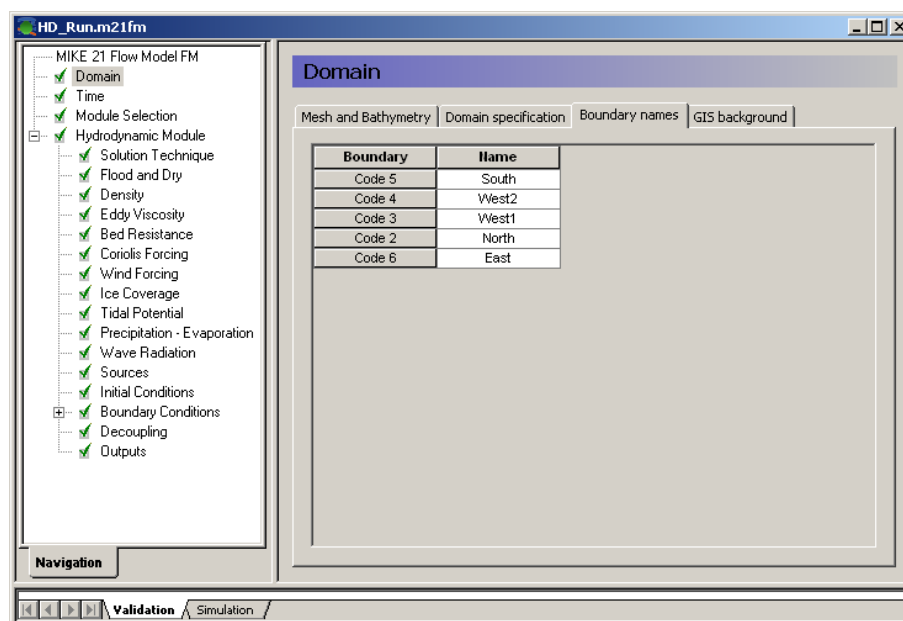 HD_Run.m21fm
MIKE 21 Flow Model FM
Domain
Time
Module Selection
Hydrodynamic Module
Solution Technique
Flood and Dry
Density
Eddy Viscosity
Bed Resistance
Coriolis Forcing
Wind Forcing
Ice Coverage
Tidal Potential
Precipitation - Evaporation
Wave Radiation
Sources
Initial Conditions
Boundary Conditions
Decoupling
Outputs
Navigation
Domain
Mesh and Bathymetry Domain specification Boundary names GIS background
Boundary Name
Code 5 South
Code 4 West2
Code 3 West1
Code 2 North
Code 6 East
Validation Simulation